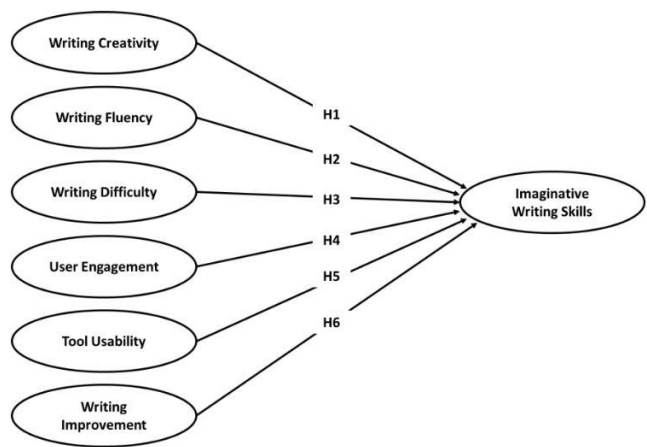 Writing Creativity
H1
Writing Fluency
H2
Writing Difficulty
H3
Imaginative
Writing Skills
User Engagement
H4
Tool Usability
H5
Writing
Improvement
H6